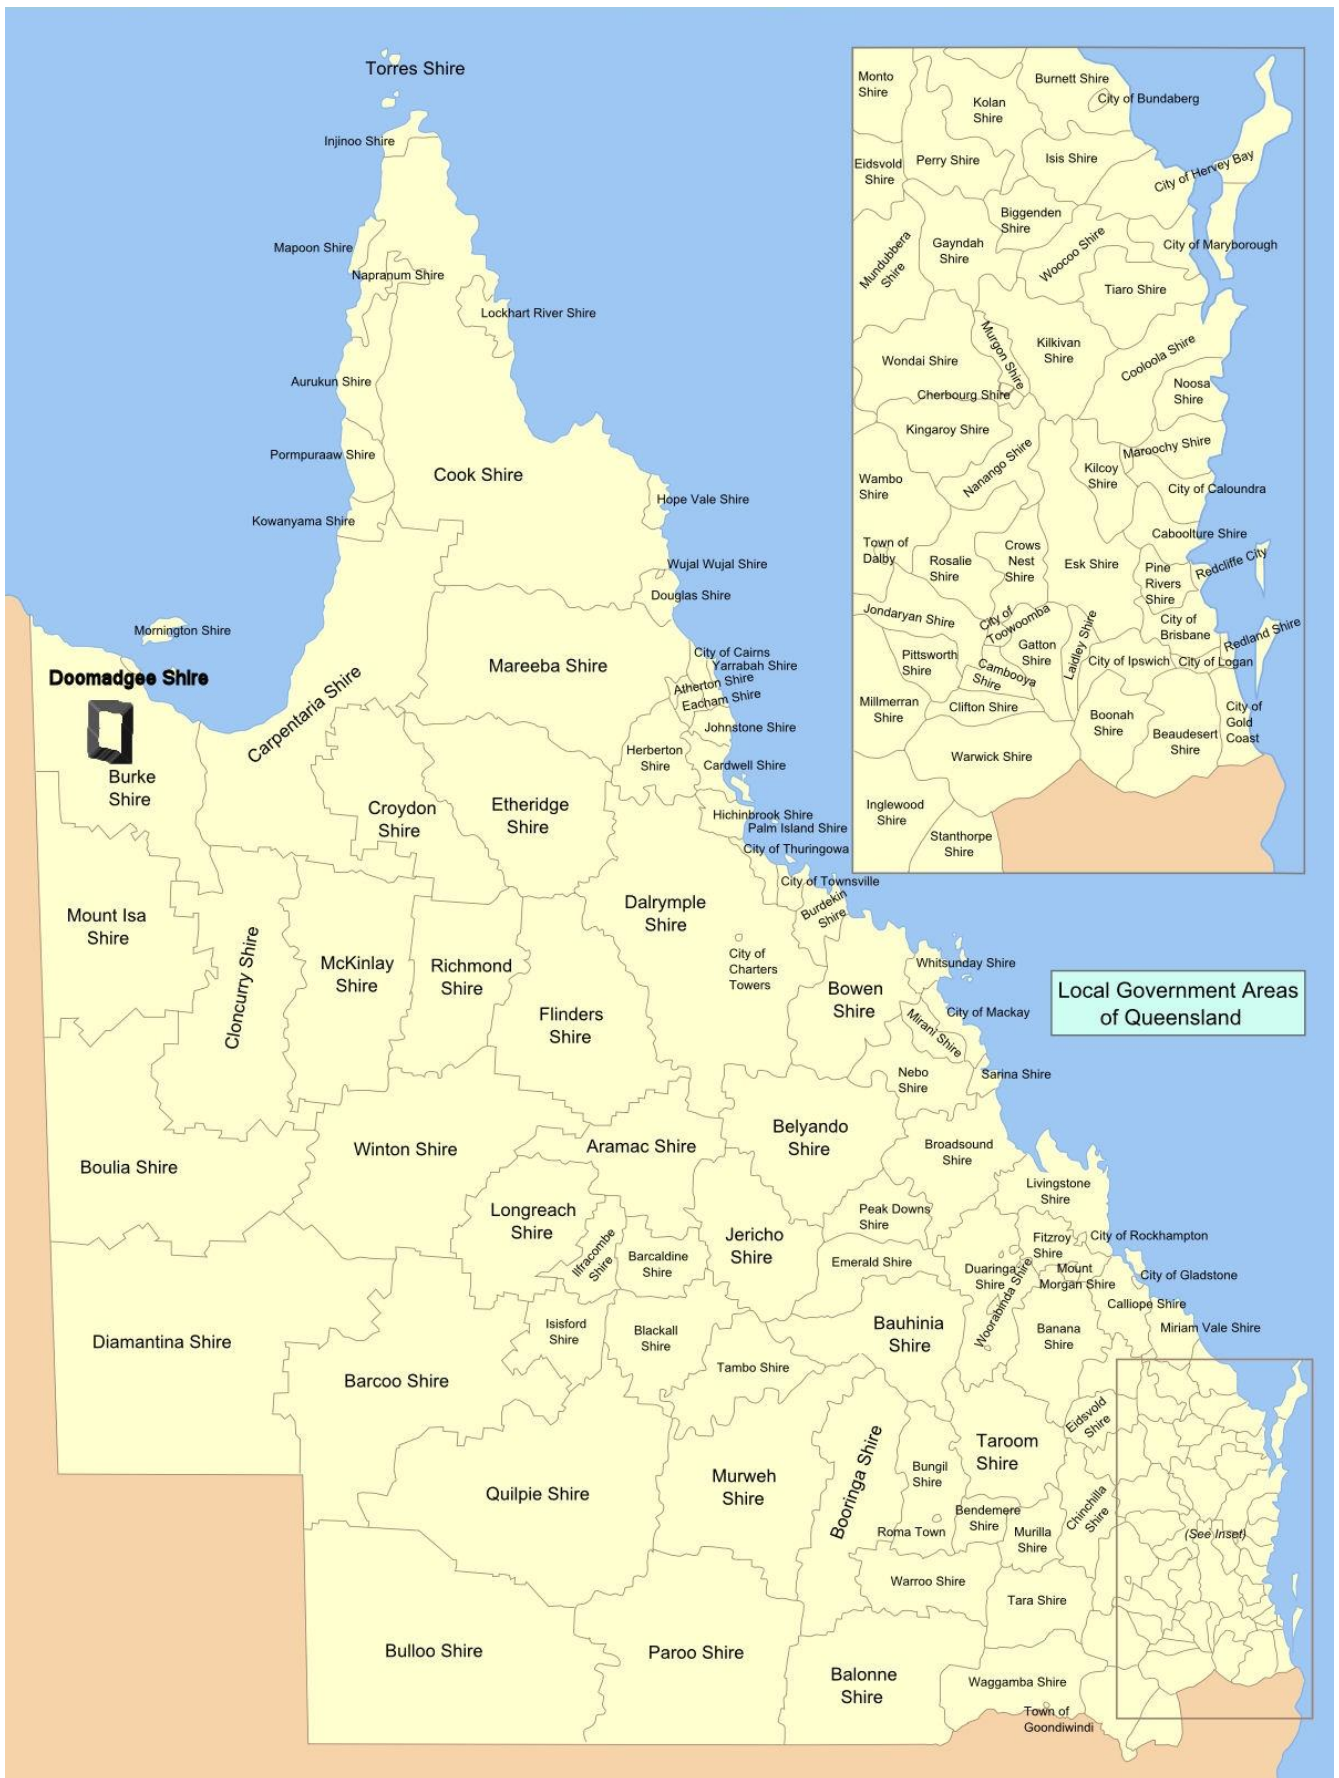 Torres Shire
Injinoo Shire
Mapoon Shire
Napranum Shire
Lockhart River Shire
Aurukun Shire
Pormpuraaw Shire
Cook Shire
Hope Vale Shire
Kowanyama Shire
Wujal Wujal Shire
Douglas Shire
Mornington Shire
Doomadgee Shire
Mareeba Shire
City of Cairns
Yarrabah Shire
Atherton Shire
Eacham Shire
Carpentaria Shire
Johnstone Shire
Herberton
Shire
Cardwell Shire
Burke
Shire
Croydon
Shire
Etheridge
Shire
Hichinbrook Shire
Palm Island Shire
City of Thuringowa
City of Townsville
Burdekin
Shire
Dalrymple
Shire
Mount Isa
Shire
Cloncurry Shire
McKinlay
Shire
Richmond
Shire
Flinders
Shire
City of
Charters
Towers
Bowen
Shire
Whitsunday Shire
City of Mackay
Mirani Shire
Nebo
Shire
Sarina Shire
Belyando
Shire
Broadsound
Shire
Boulia Shire
Winton Shire
Aramac Shire
Livingstone
Shire
Longreach
Shire
Ilfracombe
Shire
Barcaldine
Shire
Jericho
Shire
Peak Downs
Shire
Emerald Shire
Fitzroy
Shire
City of Rockhampton
Duaringa
Shire
Woorabinda Shire
Mount
Morgan Shire
City of Gladstone
Calliope Shire
Miriam Vale Shire
Diamantina Shire
Isisford
Shire
Blackall
Shire
Bauhinia
Shire
Banana
Shire
Barcoo Shire
Tambo Shire
Eidsvold
Shire
Quilpie Shire
Murweh
Shire
Booringa Shire
Bungil
Shire
Taroom
Shire
Roma Town
Bendemere
Shire
Murilla
Shire
Chinchilla
Shire
(See Inset)
Warroo Shire
Tara Shire
Bulloo Shire
Paroo Shire
Balonne
Shire
Waggamba Shire
Town of
Goondiwindi
Local Government Areas
of Queensland
Monto
Shire
Kolan
Shire
Burnett Shire
City of Bundaberg
Eidsvold
Shire
Perry Shire
Isis Shire
City of Hervey Bay
Biggenden
Shire
Mundubbera
Shire
Gayndah
Shire
Woocoo Shire
City of Maryborough
Tiaro Shire
Wondai Shire
Murgon Shire
Kilkivan
Shire
Cooloola Shire
Noosa
Shire
Cherbourg Shire
Kingaroy Shire
Nanango Shire
Maroochy Shire
Kilcoy
Shire
Wambo
Shire
City of Caloundra
Caboolture Shire
Town of
Dalby
Rosalie
Shire
Crows
Nest
Shire
Esk Shire
Pine
Rivers
Shire
Redcliffe City
Jondaryan Shire
City of
Toowoomba
City of
Brisbane
Redland Shire
Pittsworth
Shire
Gatton
Shire
Laidley Shire
City of Ipswich
City of Logan
Cambooya
Shire
Millmerran
Shire
Clifton Shire
Boonah
Shire
Beaudesert
Shire
City of
Gold
Coast
Warwick Shire
Inglewood
Shire
Stanthorpe
Shire